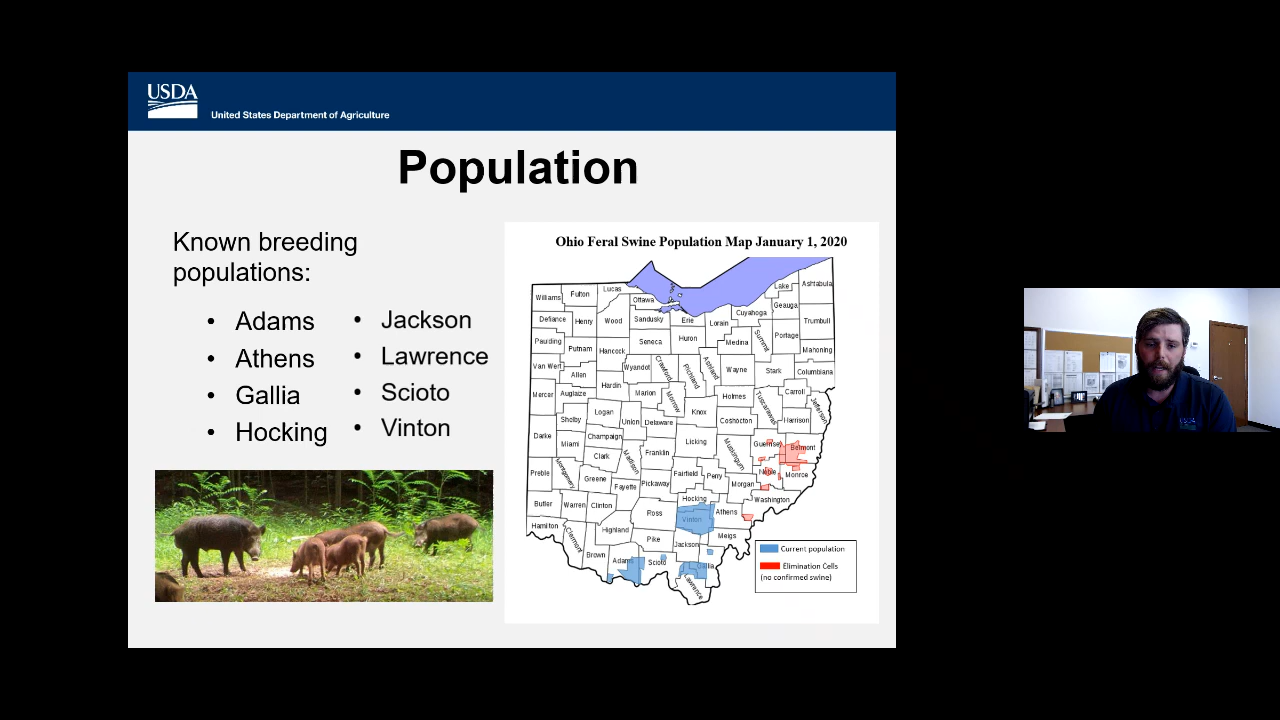 USDA
United States Department of Agriculture
Population
Known breeding
populations:
• Adams
• Athens
• Gallia
• Hocking
• Jackson
• Lawrence
• Scioto
• Vinton
Ohio Feral Swine Population Map January 1, 2020
Williams
Fulton
Lucas
Ottawa
Lake
Ashtabula
Geauga
Cuyahoga
Defiance
Henry
Wood
Sandusky
Erie
Lorain
Trumbull
Paulding
Putnam
Hancock
Seneca
Huron
Medina
Summit
Portage
Mahoning
Van Wert
Allen
Wyandot
Crawford
Richland
Ashland
Wayne
Stark
Columbiana
Mercer
Auglaize
Hardin
Marion
Morrow
Holmes
Tuscarawas
Carroll
Jefferson
Shelby
Logan
Union
Delaware
Knox
Coshocton
Harrison
Darke
Miami
Champaign
Clark
Madison
Franklin
Licking
Muskingum
Guernsey
Belmont
Preble
Montgomery
Greene
Fayette
Pickaway
Fairfield
Perry
Morgan
Noble
Monroe
Butler
Warren
Clinton
Ross
Hocking
Vinton
Athens
Washington
Hamilton
Clermont
Brown
Highland
Pike
Jackson
Meigs
Adams
Scioto
Gallia
Lawrence
Current population
Elimination Cells
(no confirmed swine)